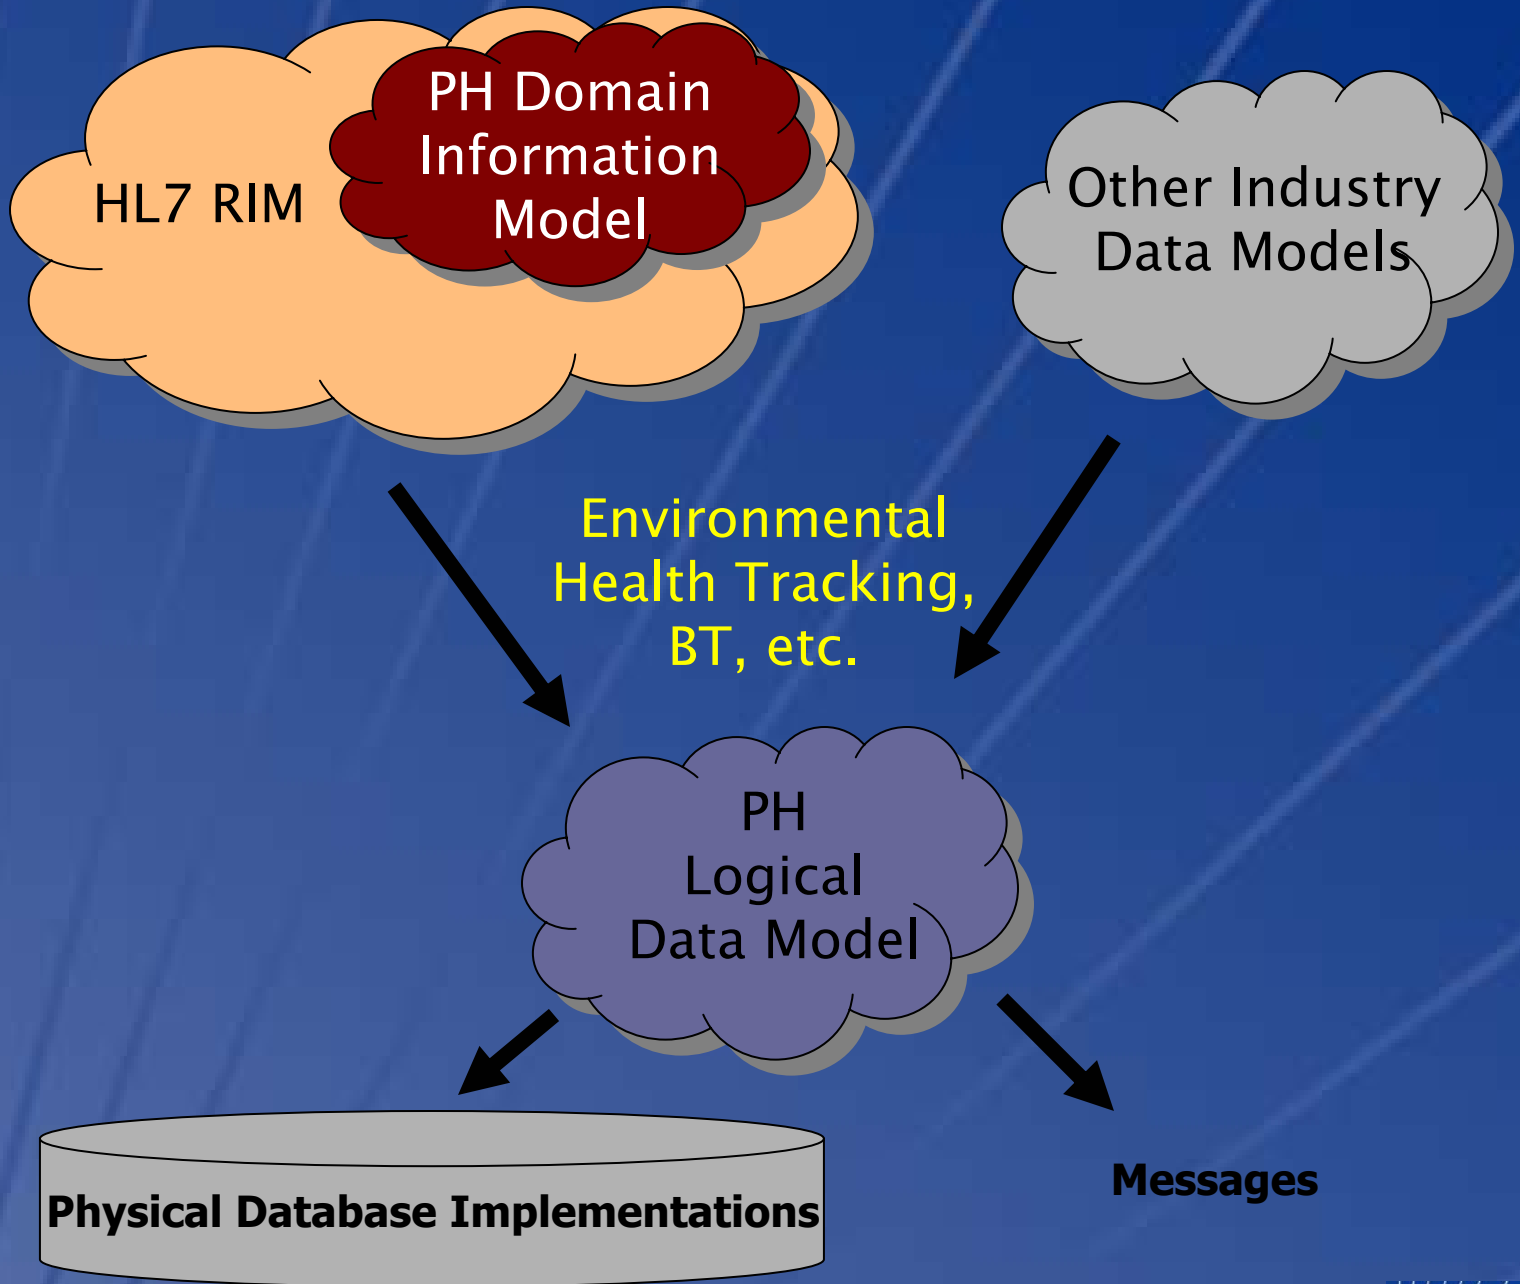 PH Domain
Information
Model
HL7 RIM
Other Industry
Data Models
Environmental
Health Tracking,
BT, etc.
PH
Logical
Data Model
Physical Database Implementations
Messages